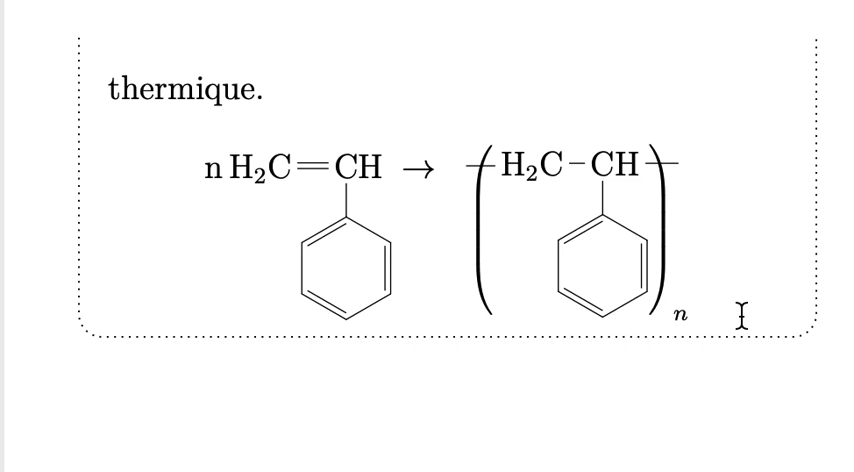 thermique.
n H₂C=CH → (H₂C−CH)n